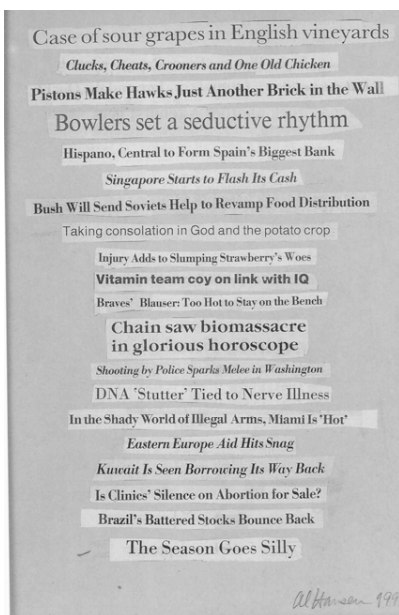 Case of sour grapes in English vineyards
Clucks, Cheats, Crooners and One Old Chicken
Pistons Make Hawks Just Another Brick in the Wall
Bowlers set a seductive rhythm
Hispano, Central to Form Spain's Biggest Bank
Singapore Starts to Flash Its Cash
Bush Will Send Soviets Help to Revamp Food Distribution
Taking consolation in God and the potato crop
Injury Adds to Slumping Strawberry's Woes
Vitamin team coy on link with IQ
Braves' Blauser: Too Hot to Stay on the Bench
Chain saw biomassacre
in glorious horoscope
Shooting by Police Sparks Melee in Washington
DNA 'Stutter' Tied to Nerve Illness
In the Shady World of Illegal Arms, Miami Is 'Hot'
Eastern Europe Aid Hits Snag
Kuwait Is Seen Borrowing Its Way Back
Is Clinics' Silence on Abortion for Sale?
Brazil's Battered Stocks Bounce Back
The Season Goes Silly
Al Hansen